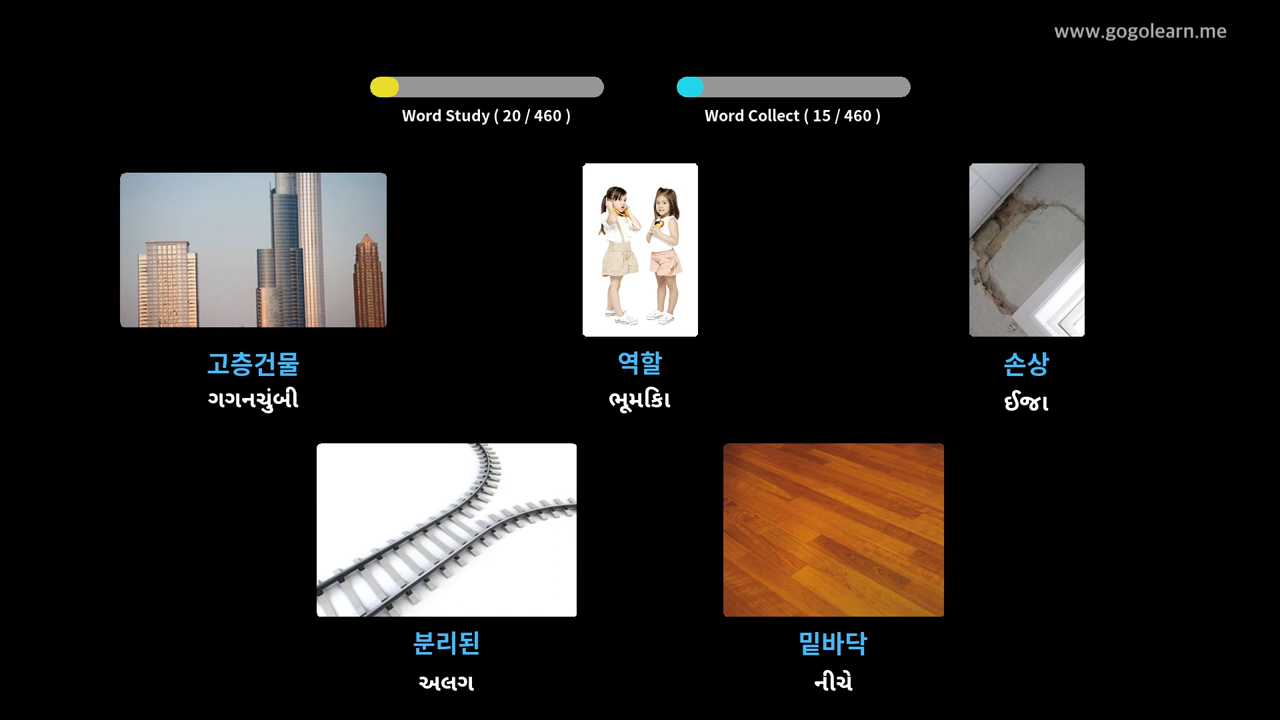 www.gogolearn.me
Word Study ( 20 / 460 )
Word Collect ( 15 / 460 )
고층건물
ગગનચુંબી
역할
ભૂમિકા
손상
ઈજા
분리된
અલગ
밑바닥
નીચે